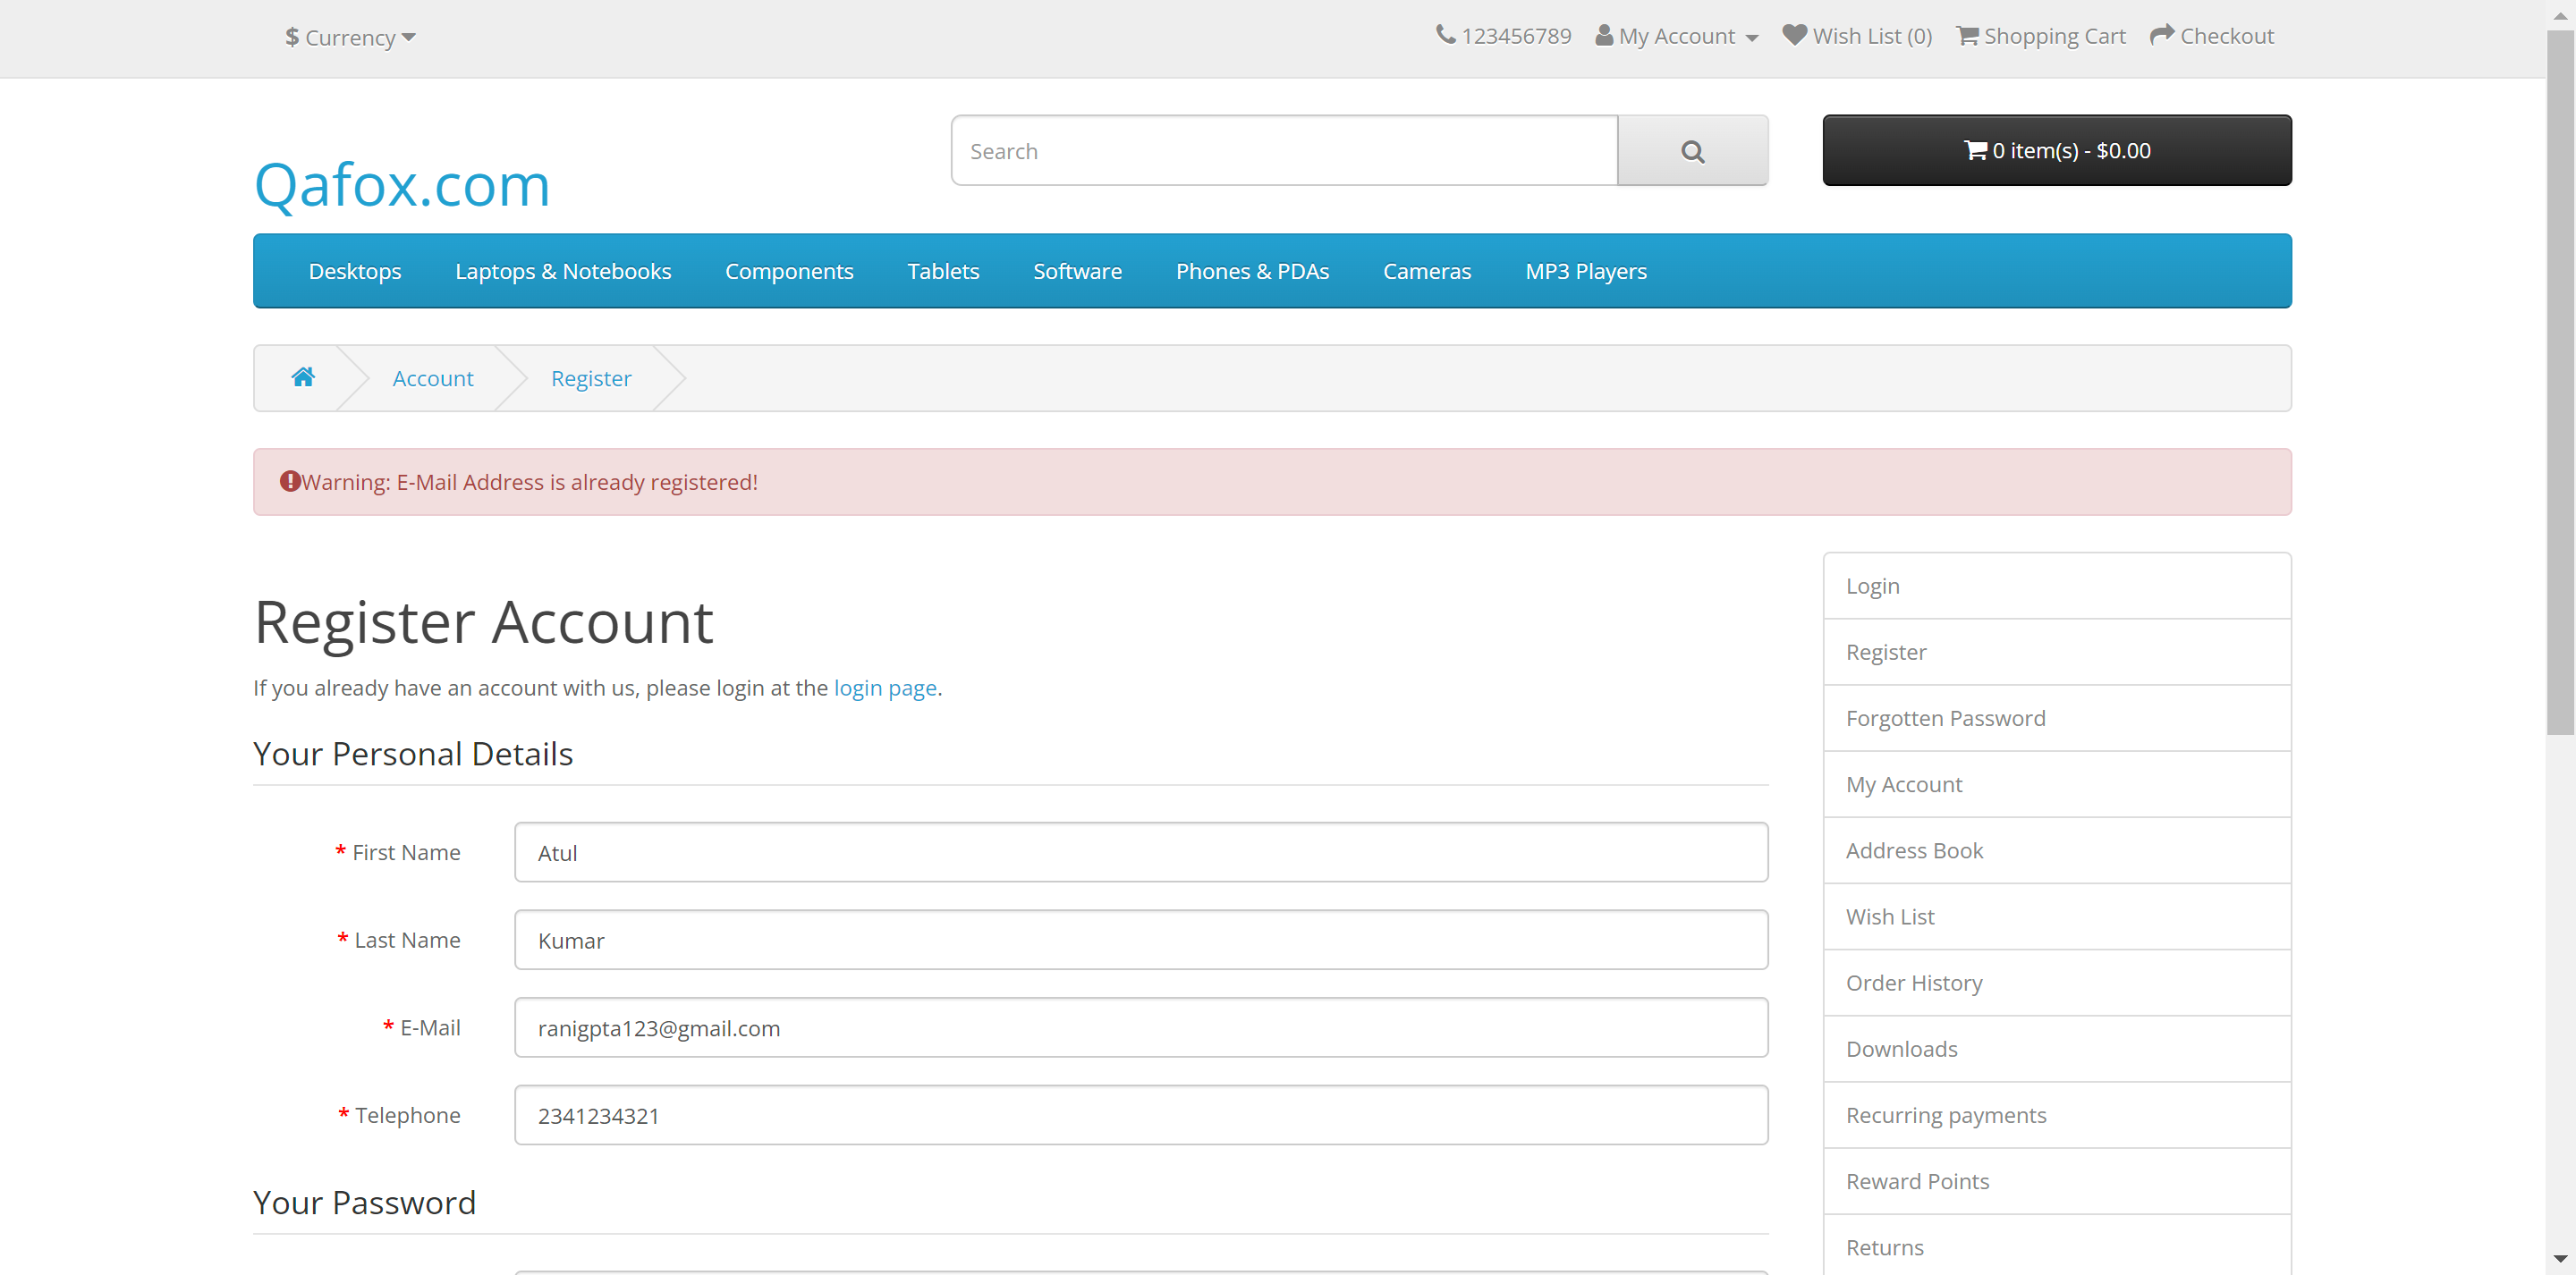 $ Currency
123456789 My Account Wish List (0) Shopping Cart Checkout
Search
0 item(s) - $0.00
Qafox.com
Desktops Laptops & Notebooks Components Tablets Software Phones & PDAs Cameras MP3 Players
Account Register
Warning: E-Mail Address is already registered!
Register Account
If you already have an account with us, please login at the login page.
Your Personal Details
* First Name Atul
* Last Name Kumar
* E-Mail ranigpta123@gmail.com
* Telephone 2341234321
Your Password
Login
Register
Forgotten Password
My Account
Address Book
Wish List
Order History
Downloads
Recurring payments
Reward Points
Returns